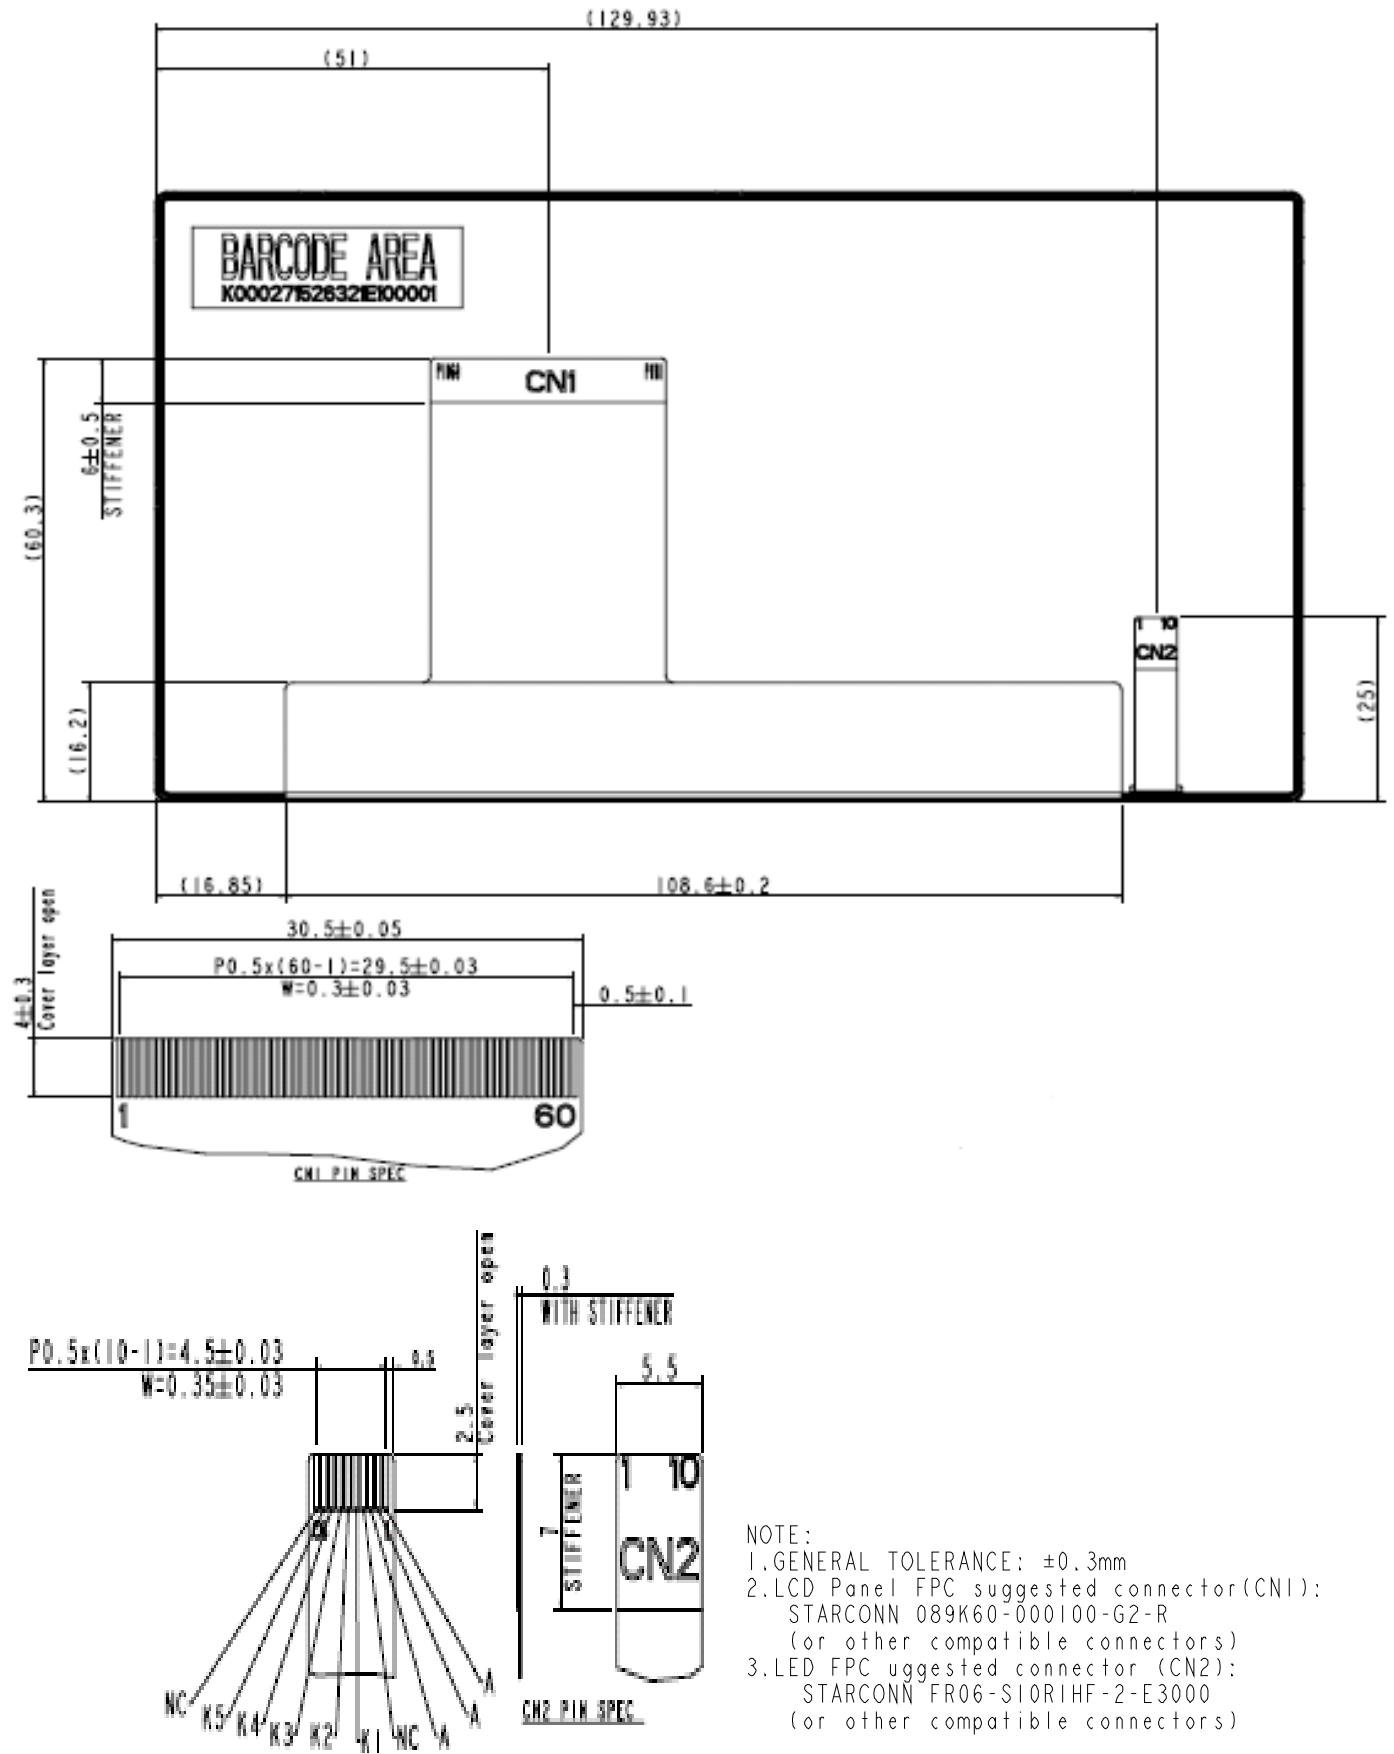 (129.93)
(51)
BARCODE AREA
K000271526321E100001
CN1
6±0.5
STIFFENER
(60.3)
1 10
CN2
(16.2)
(25)
(16.85)
108.6±0.2
4±0.3
Cover layer open
30.5±0.05
P0.5x(60-1)=29.5±0.03
W=0.3±0.03
0.5±0.1
1 60
CN1 PIN SPEC
P0.5x(10-1)=4.5±0.03
W=0.35±0.03
0.5
2.5
Cover layer open
0.3
WITH STIFFENER
5.5
7
STIFFENER
1 10
CN2
NC K5 K4 K3 K2 K1 NC A A A
CN2 PIN SPEC
NOTE:
1.GENERAL TOLERANCE: ±0.3mm
2.LCD Panel FPC suggested connector(CN1):
STARCONN 089K60-000100-G2-R
(or other compatible connectors)
3.LED FPC uggested connector (CN2):
STARCONN FR06-S10R1HF-2-E3000
(or other compatible connectors)